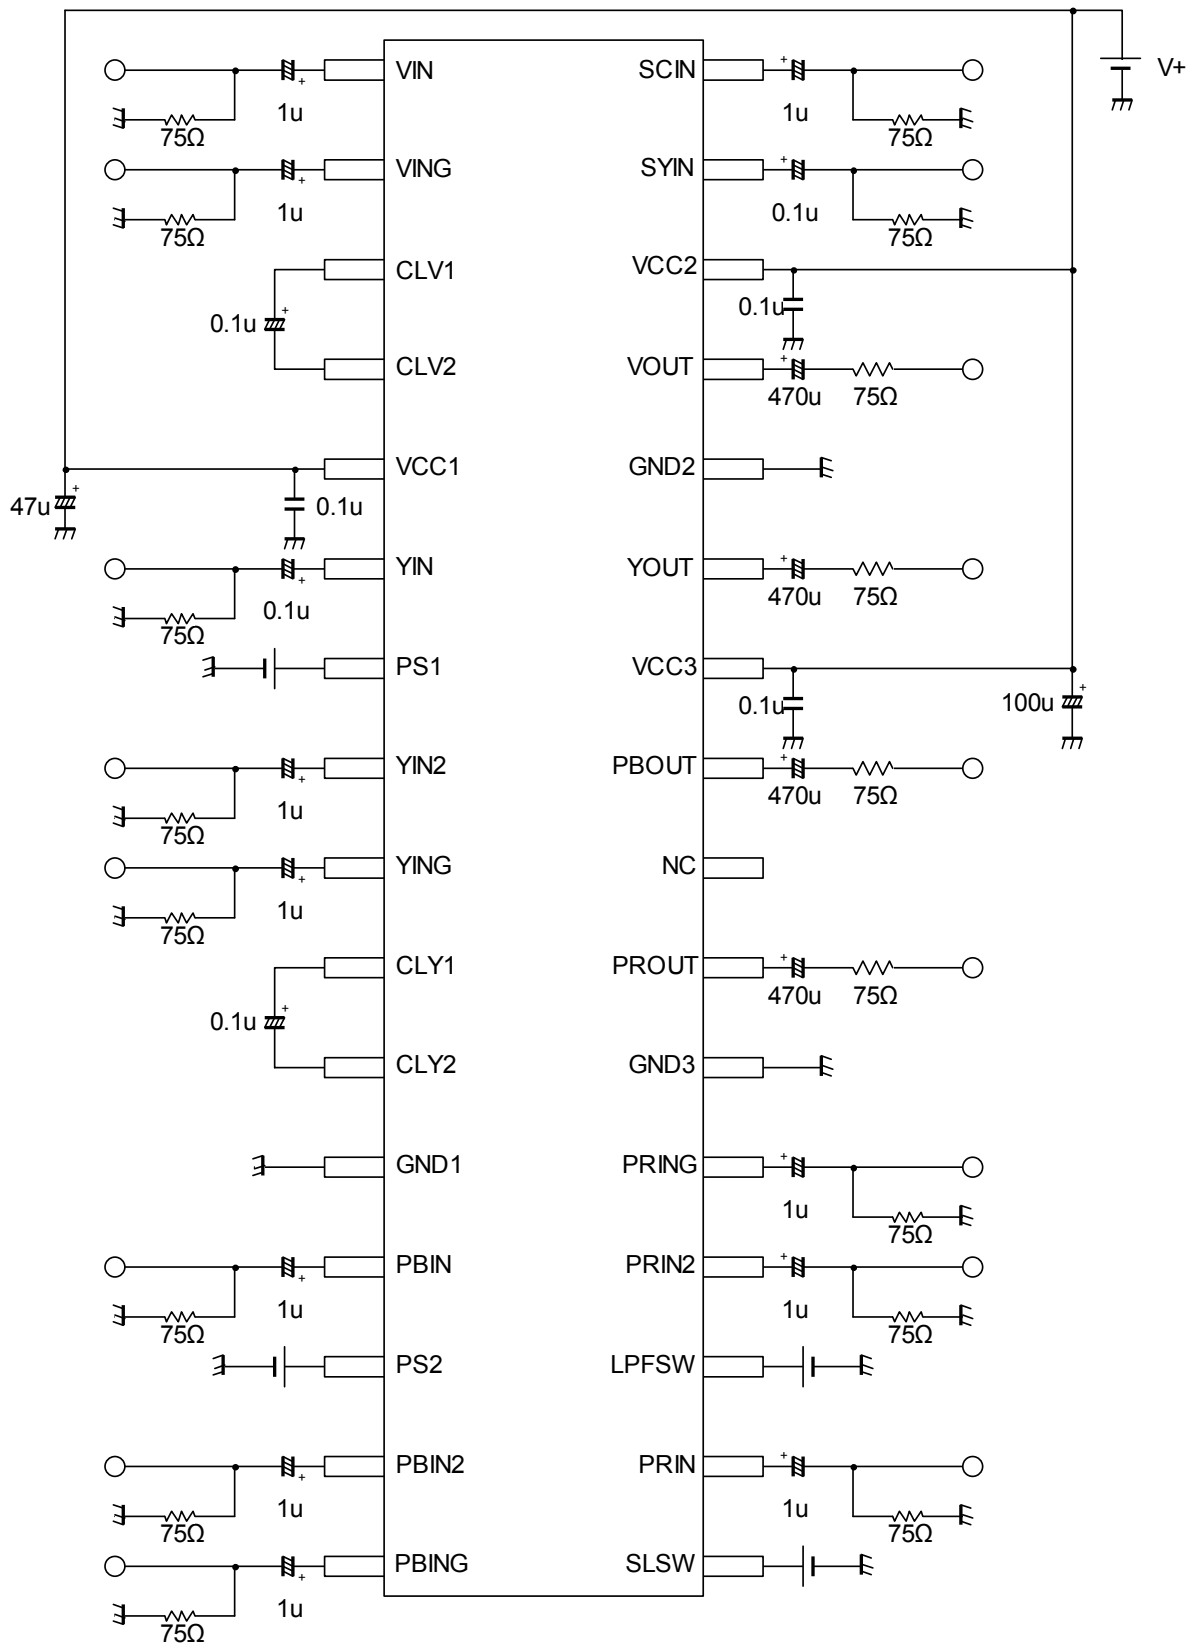 V+
VIN
SCIN
1u
1u
75Ω
75Ω
VING
SYIN
1u
0.1u
75Ω
75Ω
CLV1
VCC2
0.1u
0.1u
CLV2
VOUT
470u
75Ω
VCC1
GND2
47u
0.1u
YIN
YOUT
0.1u
470u
75Ω
75Ω
PS1
VCC3
0.1u
100u
YIN2
PBOUT
1u
470u
75Ω
75Ω
YING
NC
1u
75Ω
CLY1
PROUT
0.1u
470u
75Ω
CLY2
GND3
GND1
PRING
1u
75Ω
PBIN
PRIN2
1u
1u
75Ω
75Ω
PS2
LPFSW
PBIN2
PRIN
1u
1u
75Ω
75Ω
PBING
SLSW
1u
75Ω